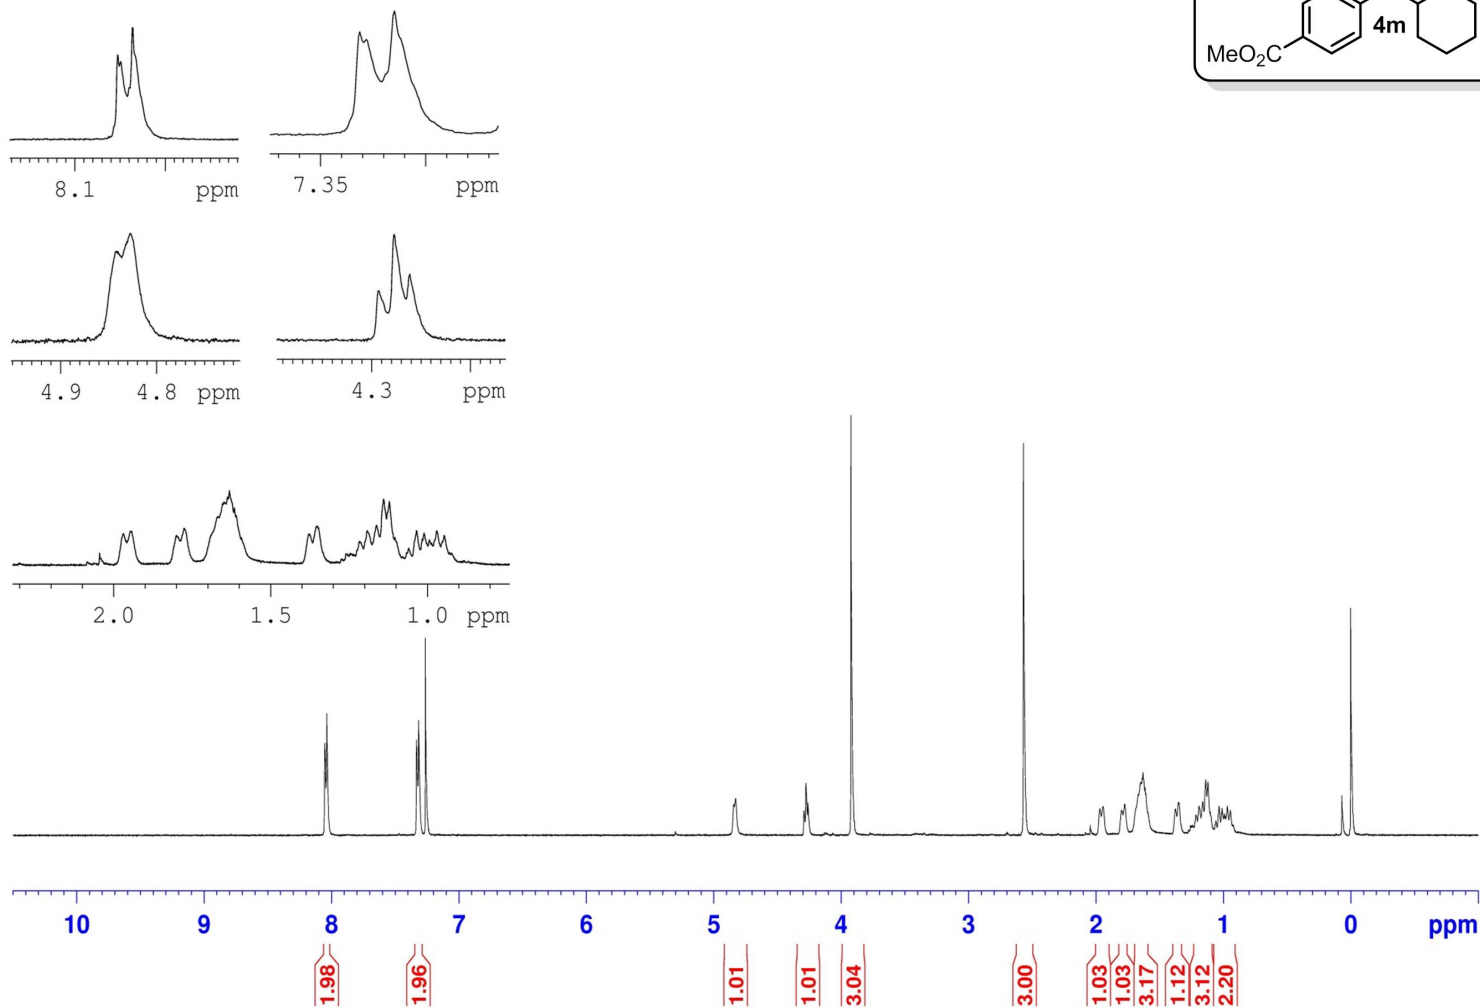 4m
MeO₂C
8.1 ppm
7.35 ppm
4.9 4.8 ppm
4.3 ppm
2.0 1.5 1.0 ppm
10 9 8 7 6 5 4 3 2 1 0 ppm
1.98 1.96 1.01 1.01 3.04 3.00 1.03 1.03 3.17 1.12 3.12 2.20